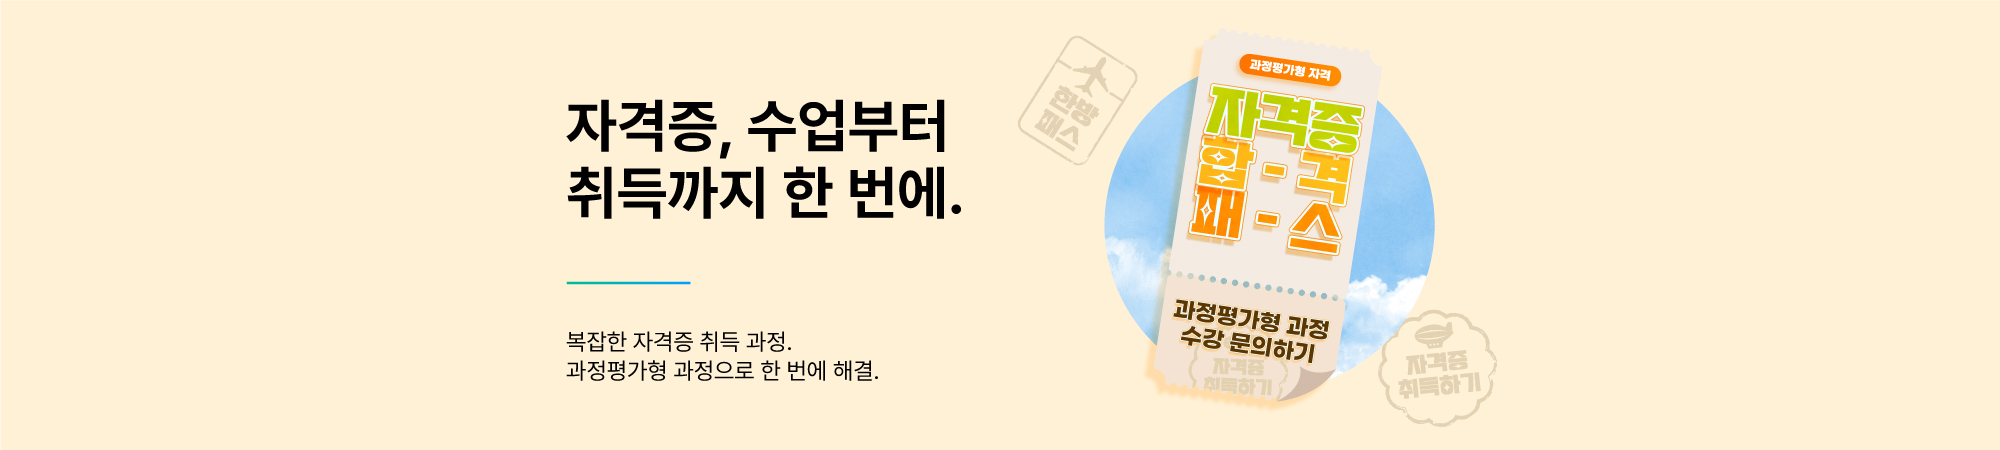 자격증, 수업부터
취득까지 한 번에.
복잡한 자격증 취득 과정.
과정평가형 과정으로 한 번에 해결.
한방
패스
과정평가형 자격
자격증
합-격
패-스
과정평가형 과정
수강 문의하기
자격증
취득하기
자격증
취득하기